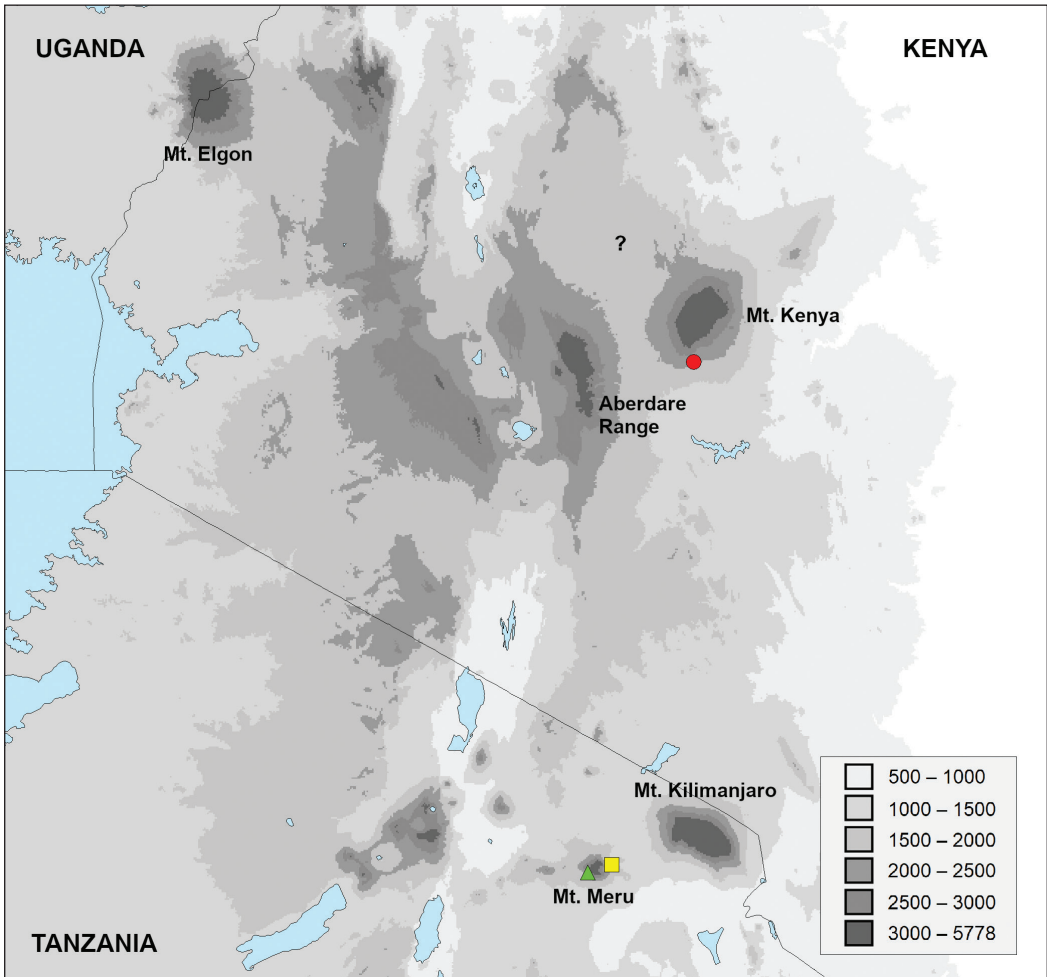 UGANDA
KENYA
Mt. Elgon
?
Mt. Kenya
Aberdare
Range
Mt. Kilimanjaro
Mt. Meru
TANZANIA
500 – 1000
1000 – 1500
1500 – 2000
2000 – 2500
2500 – 3000
3000 – 5778